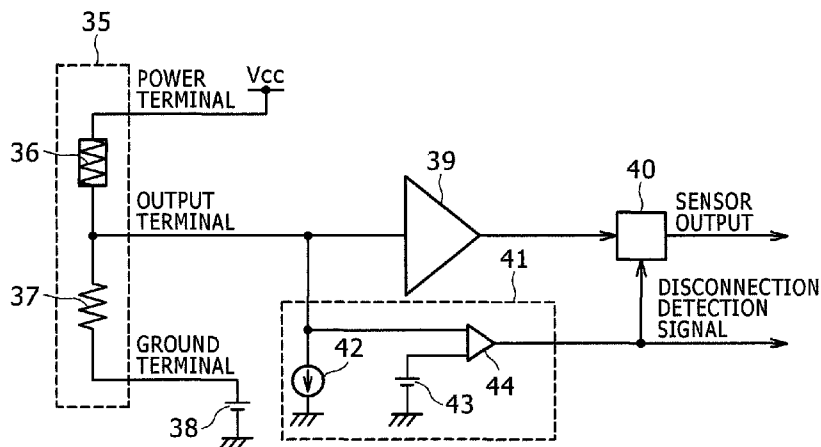 35
POWER
TERMINAL
Vcc
36
OUTPUT
TERMINAL
39
40
SENSOR
OUTPUT
37
41
DISCONNECTION
DETECTION
SIGNAL
GROUND
TERMINAL
42
44
43
38